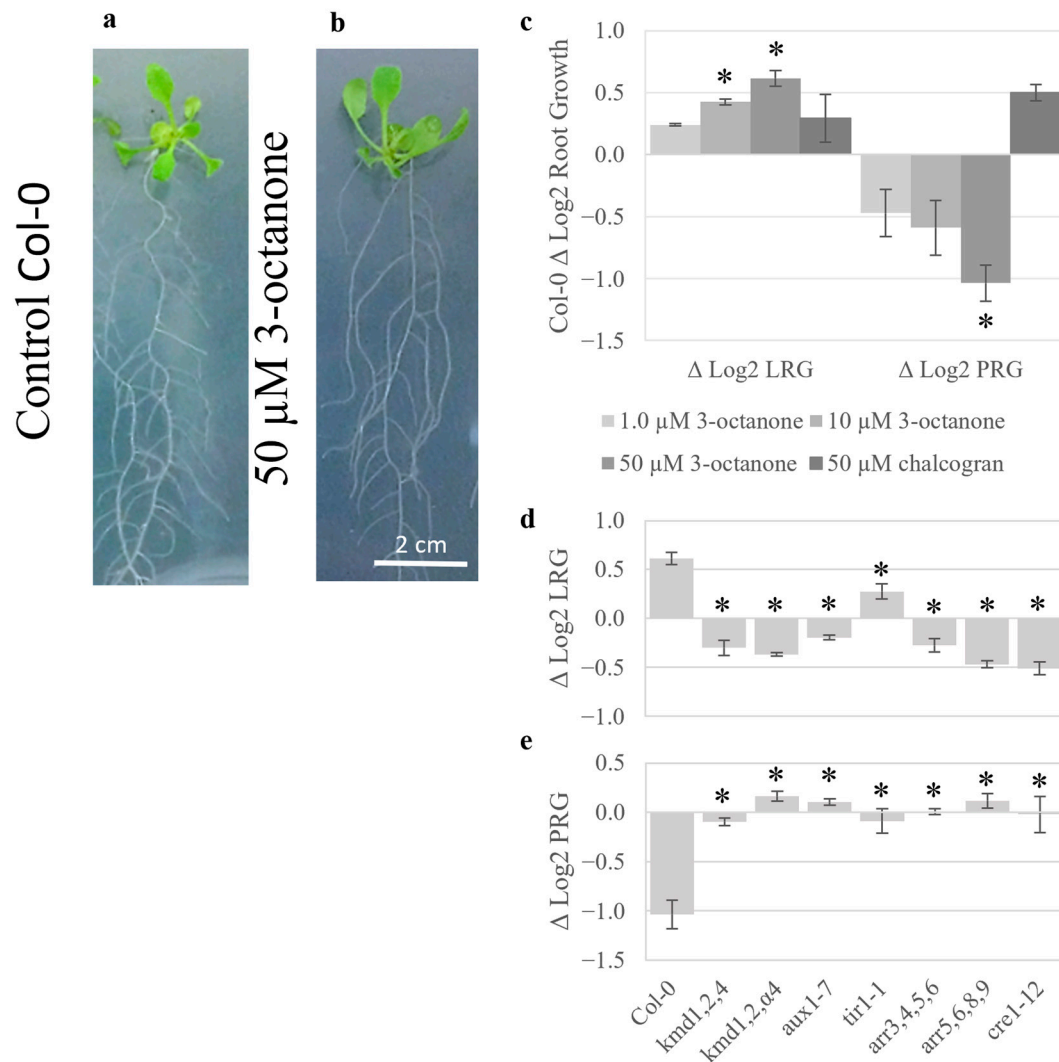 a
b
Control Col-0
50 µM 3-octanone
2 cm
c
Col-0 Δ Log2 Root Growth
1.0
0.5
0.0
−0.5
−1.0
−1.5
*
*
*
Δ Log2 LRG
Δ Log2 PRG
1.0 µM 3-octanone
10 µM 3-octanone
50 µM 3-octanone
50 µM chalcogran
d
Δ Log2 LRG
1.0
0.5
0.0
−0.5
−1.0
* * * * * * *
e
Δ Log2 PRG
0.5
0.0
−0.5
−1.0
−1.5
* * * * * * *
Col-0
kmd1,2,4
kmd1,2,α4
aux1-7
tir1-1
arr3,4,5,6
arr5,6,8,9
cre1-12